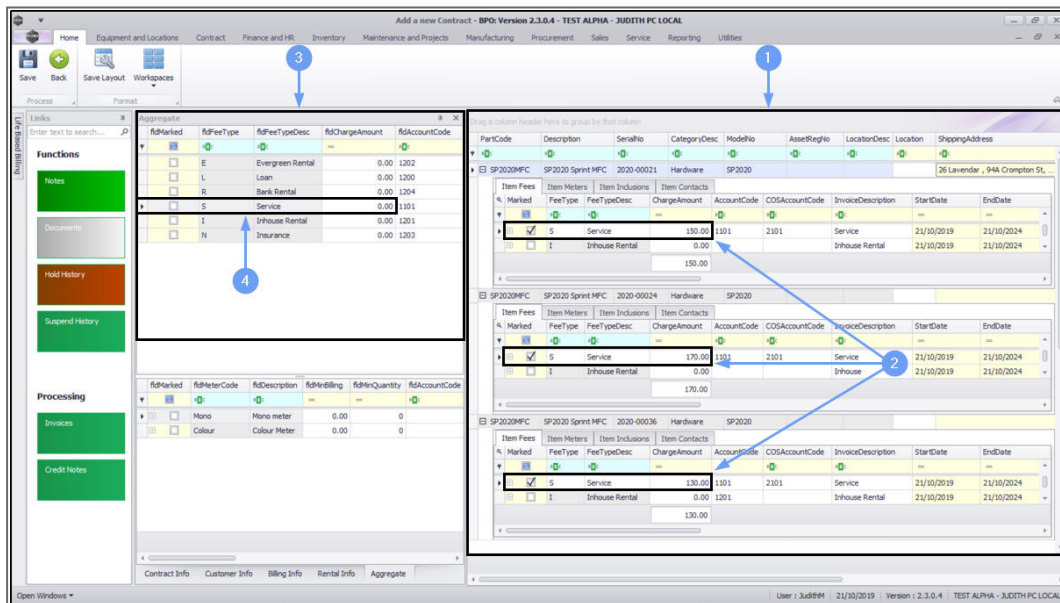 Add a new Contract - BPO: Version 2.3.0.4 - TEST ALPHA - JUDITH PC LOCAL
Home Equipment and Locations Contract Finance and HR Inventory Maintenance and Projects Manufacturing Procurement Sales Service Reporting Utilities
Save Back Save Layout Workspaces
Process Format
3
1
Life Based Billing
Links
Enter text to search...
Functions
Notes
Documents
Hold History
Suspend History
Processing
Invoices
Credit Notes
Aggregate
fldMarked fldFeeType fldFeeTypeDesc fldChargeAmount fldAccountCode
E Evergreen Rental 0.00 1202
L Loan 0.00 1200
R Bank Rental 0.00 1204
S Service 0.00 1101
I Inhouse Rental 0.00 1201
N Insurance 0.00 1203
4
fldMarked fldMeterCode fldDescription fldMinBilling fldMinQuantity fldAccountCode
Mono Mono meter 0.00 0
Colour Colour Meter 0.00 0
Contract Info Customer Info Billing Info Rental Info Aggregate
Drag a column header here to group by that column
PartCode Description SerialNo CategoryDesc ModelNo AssetRegNo LocationDesc Location ShippingAddress
SP2020MFC SP2020 Sprint MFC 2020-00021 Hardware SP2020 26 Lavendar , 94A Crompton St, ...
Item Fees Item Meters Item Inclusions Item Contacts
Marked FeeType FeeTypeDesc ChargeAmount AccountCode COSAccountCode InvoiceDescription StartDate EndDate
S Service 150.00 1101 2101 Service 21/10/2019 21/10/2024
I Inhouse Rental 0.00 Inhouse Rental 21/10/2019 21/10/2024
150.00
SP2020MFC SP2020 Sprint MFC 2020-00024 Hardware SP2020
Item Fees Item Meters Item Inclusions Item Contacts
Marked FeeType FeeTypeDesc ChargeAmount AccountCode COSAccountCode InvoiceDescription StartDate EndDate
S Service 170.00 1101 2101 Service 21/10/2019 21/10/2024
I Inhouse Rental 0.00 Inhouse 21/10/2019 21/10/2024
170.00
2
SP2020MFC SP2020 Sprint MFC 2020-00036 Hardware SP2020
Item Fees Item Meters Item Inclusions Item Contacts
Marked FeeType FeeTypeDesc ChargeAmount AccountCode COSAccountCode InvoiceDescription StartDate EndDate
S Service 130.00 1101 2101 Service 21/10/2019 21/10/2024
I Inhouse Rental 0.00 1201 Inhouse Rental 21/10/2019 21/10/2024
130.00
Open Windows User : JudithM 21/10/2019 Version : 2.3.0.4 TEST ALPHA - JUDITH PC LOCAL